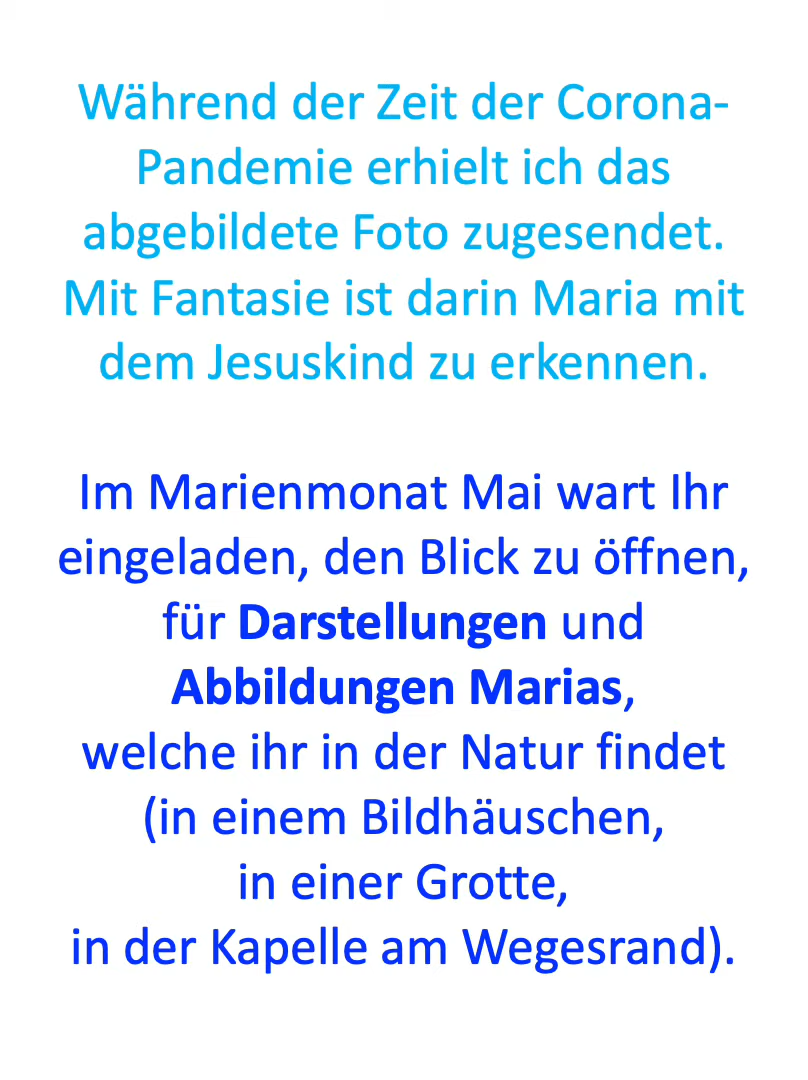 Während der Zeit der Corona-
Pandemie erhielt ich das
abgebildete Foto zugesendet.
Mit Fantasie ist darin Maria mit
dem Jesuskind zu erkennen.
Im Marienmonat Mai wart Ihr
eingeladen, den Blick zu öffnen,
für Darstellungen und
Abbildungen Marias,
welche ihr in der Natur findet
(in einem Bildhäuschen,
in einer Grotte,
in der Kapelle am Wegesrand).